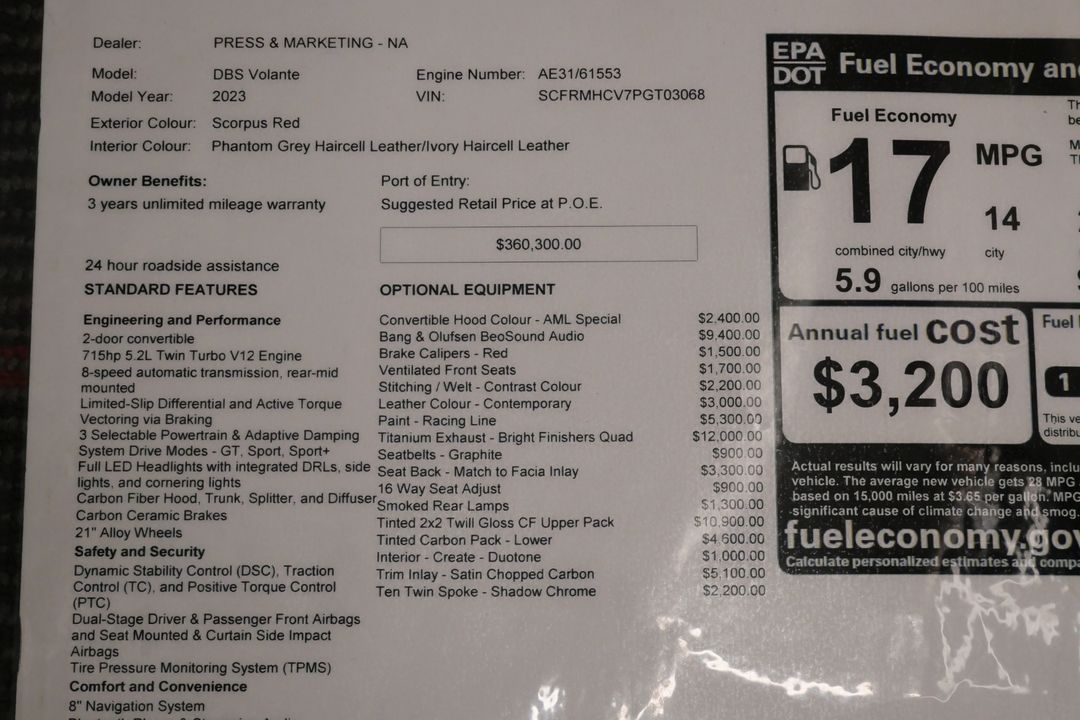 Dealer: PRESS & MARKETING - NA
Model: DBS Volante Engine Number: AE31/61553
Model Year: 2023 VIN: SCFRMHCV7PGT03068
Exterior Colour: Scorpus Red
Interior Colour: Phantom Grey Haircell Leather/Ivory Haircell Leather
Owner Benefits: Port of Entry:
3 years unlimited mileage warranty Suggested Retail Price at P.O.E.
$360,300.00
24 hour roadside assistance
STANDARD FEATURES
Engineering and Performance
2-door convertible
715hp 5.2L Twin Turbo V12 Engine
8-speed automatic transmission, rear-mid
mounted
Limited-Slip Differential and Active Torque
Vectoring via Braking
3 Selectable Powertrain & Adaptive Damping
System Drive Modes - GT, Sport, Sport+
Full LED Headlights with integrated DRLs, side
lights, and cornering lights
Carbon Fiber Hood, Trunk, Splitter, and Diffuser
Carbon Ceramic Brakes
21" Alloy Wheels
Safety and Security
Dynamic Stability Control (DSC), Traction
Control (TC), and Positive Torque Control
(PTC)
Dual-Stage Driver & Passenger Front Airbags
and Seat Mounted & Curtain Side Impact
Airbags
Tire Pressure Monitoring System (TPMS)
Comfort and Convenience
8" Navigation System
OPTIONAL EQUIPMENT
Convertible Hood Colour - AML Special $2,400.00
Bang & Olufsen BeoSound Audio $9,400.00
Brake Calipers - Red $1,500.00
Ventilated Front Seats $1,700.00
Stitching / Welt - Contrast Colour $2,200.00
Leather Colour - Contemporary $3,000.00
Paint - Racing Line $5,300.00
Titanium Exhaust - Bright Finishers Quad $12,000.00
Seatbelts - Graphite $900.00
Seat Back - Match to Facia Inlay $3,300.00
16 Way Seat Adjust $900.00
Smoked Rear Lamps $1,300.00
Tinted 2x2 Twill Gloss CF Upper Pack $10,900.00
Tinted Carbon Pack - Lower $4,600.00
Interior - Create - Duotone $1,000.00
Trim Inlay - Satin Chopped Carbon $5,100.00
Ten Twin Spoke - Shadow Chrome $2,200.00
EPA
DOT Fuel Economy and
Fuel Economy
17 MPG
14
combined city/hwy city
5.9 gallons per 100 miles
Annual fuel cost
$3,200
Fuel
1
This ve
distribu
Actual results will vary for many reasons, inclu
vehicle. The average new vehicle gets 28 MPG
based on 15,000 miles at $3.65 per gallon. MPG
significant cause of climate change and smog.
fueleconomy.gov
Calculate personalized estimates and compa